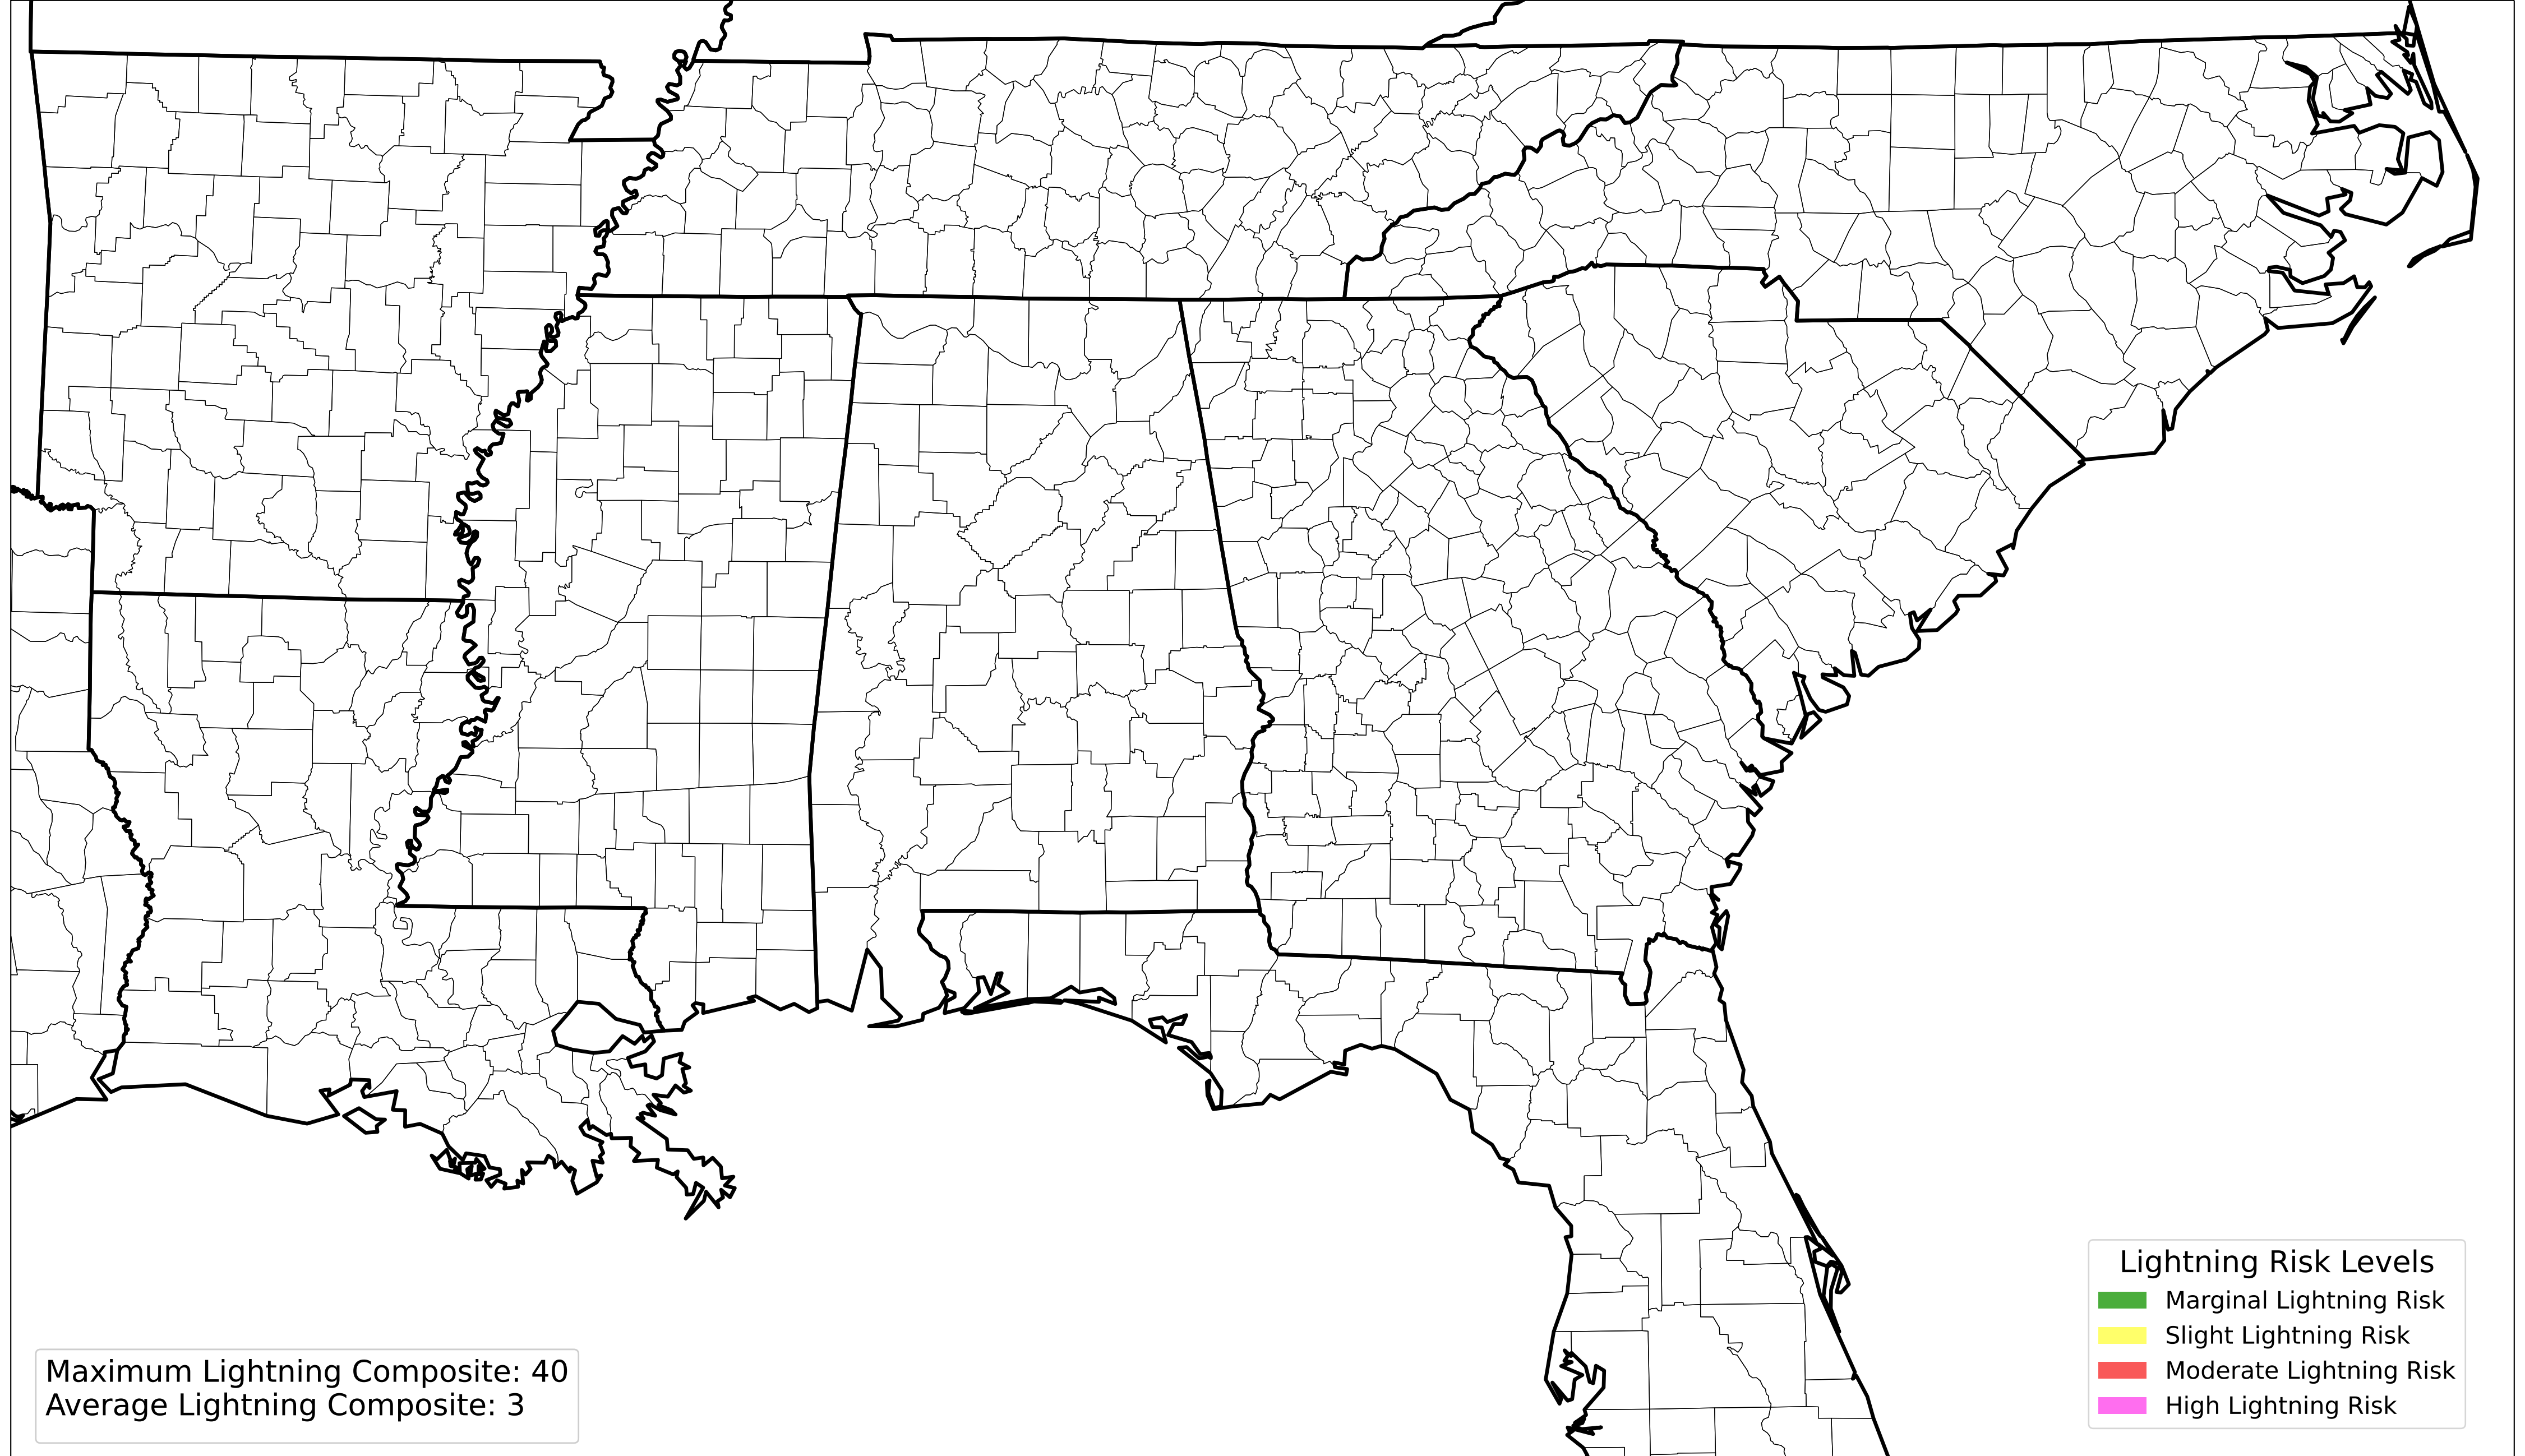 Lightning Risk Levels
Marginal Lightning Risk
Slight Lightning Risk
Moderate Lightning Risk
High Lightning Risk
Maximum Lightning Composite: 40
Average Lightning Composite: 3